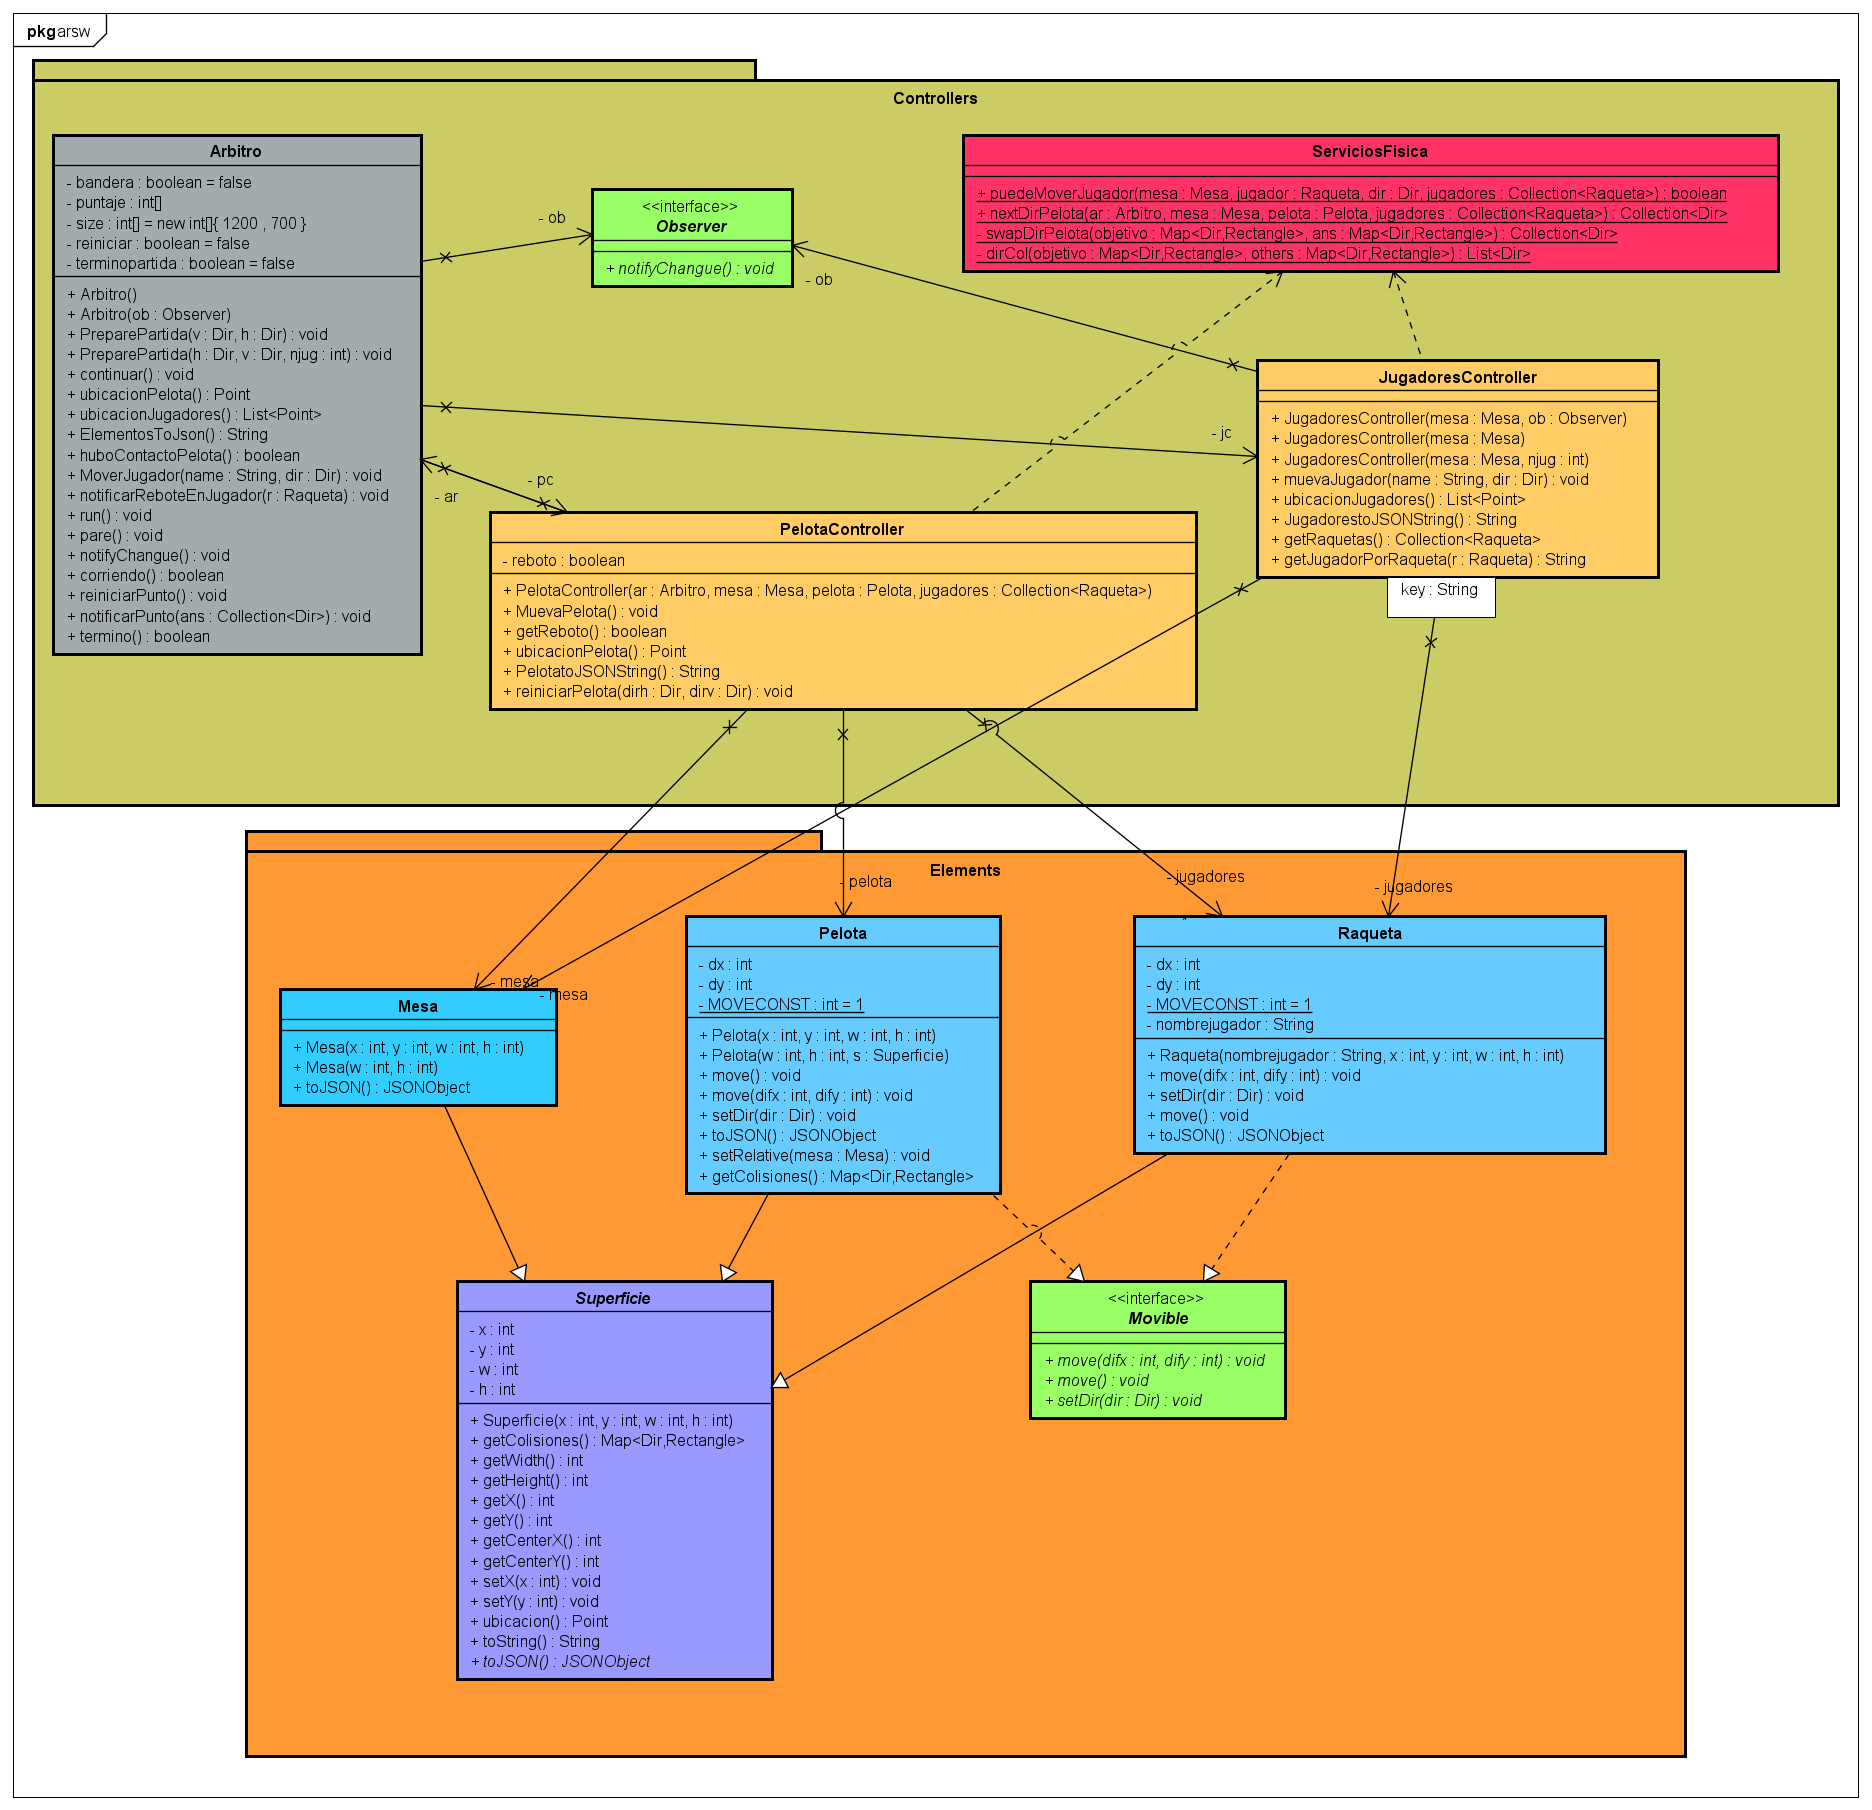 pkg arsw
Controllers
Arbitro
- bandera : boolean = false
- puntaje : int[]
- size : int[] = new int[]{ 1200 , 700 }
- reiniciar : boolean = false
- terminopartida : boolean = false
+ Arbitro()
+ Arbitro(ob : Observer)
+ PreparePartida(v : Dir, h : Dir) : void
+ PreparePartida(h : Dir, v : Dir, njug : int) : void
+ continuar() : void
+ ubicacionPelota() : Point
+ ubicacionJugadores() : List<Point>
+ ElementosToJson() : String
+ huboContactoPelota() : boolean
+ MoverJugador(name : String, dir : Dir) : void
+ notificarReboteEnJugador(r : Raqueta) : void
+ run() : void
+ pare() : void
+ notifyChangue() : void
+ corriendo() : boolean
+ reiniciarPunto() : void
+ notificarPunto(ans : Collection<Dir>) : void
+ termino() : boolean
- ob
<<interface>>
Observer
+ notifyChangue() : void
- ob
ServiciosFisica
+ puedeMoverJugador(mesa : Mesa, jugador : Raqueta, dir : Dir, jugadores : Collection<Raqueta>) : boolean
+ nextDirPelota(ar : Arbitro, mesa : Mesa, pelota : Pelota, jugadores : Collection<Raqueta>) : Collection<Dir>
- swapDirPelota(objetivo : Map<Dir,Rectangle>, ans : Map<Dir,Rectangle>) : Collection<Dir>
- dirCol(objetivo : Map<Dir,Rectangle>, others : Map<Dir,Rectangle>) : List<Dir>
JugadoresController
+ JugadoresController(mesa : Mesa, ob : Observer)
+ JugadoresController(mesa : Mesa)
+ JugadoresController(mesa : Mesa, njug : int)
+ muevaJugador(name : String, dir : Dir) : void
+ ubicacionJugadores() : List<Point>
+ JugadorestoJSONString() : String
+ getRaquetas() : Collection<Raqueta>
+ getJugadorPorRaqueta(r : Raqueta) : String
key : String
- jc
- pc
- ar
PelotaController
- reboto : boolean
+ PelotaController(ar : Arbitro, mesa : Mesa, pelota : Pelota, jugadores : Collection<Raqueta>)
+ MuevaPelota() : void
+ getReboto() : boolean
+ ubicacionPelota() : Point
+ PelotatoJSONString() : String
+ reiniciarPelota(dirh : Dir, dirv : Dir) : void
Elements
- pelota
- jugadores
*
- jugadores
- mesa
- mesa
Mesa
+ Mesa(x : int, y : int, w : int, h : int)
+ Mesa(w : int, h : int)
+ toJSON() : JSONObject
Pelota
- dx : int
- dy : int
- MOVECONST : int = 1
+ Pelota(x : int, y : int, w : int, h : int)
+ Pelota(w : int, h : int, s : Superficie)
+ move() : void
+ move(difx : int, dify : int) : void
+ setDir(dir : Dir) : void
+ toJSON() : JSONObject
+ setRelative(mesa : Mesa) : void
+ getColisiones() : Map<Dir,Rectangle>
Raqueta
- dx : int
- dy : int
- MOVECONST : int = 1
- nombrejugador : String
+ Raqueta(nombrejugador : String, x : int, y : int, w : int, h : int)
+ move(difx : int, dify : int) : void
+ setDir(dir : Dir) : void
+ move() : void
+ toJSON() : JSONObject
Superficie
- x : int
- y : int
- w : int
- h : int
+ Superficie(x : int, y : int, w : int, h : int)
+ getColisiones() : Map<Dir,Rectangle>
+ getWidth() : int
+ getHeight() : int
+ getX() : int
+ getY() : int
+ getCenterX() : int
+ getCenterY() : int
+ setX(x : int) : void
+ setY(y : int) : void
+ ubicacion() : Point
+ toString() : String
+ toJSON() : JSONObject
<<interface>>
Movible
+ move(difx : int, dify : int) : void
+ move() : void
+ setDir(dir : Dir) : void